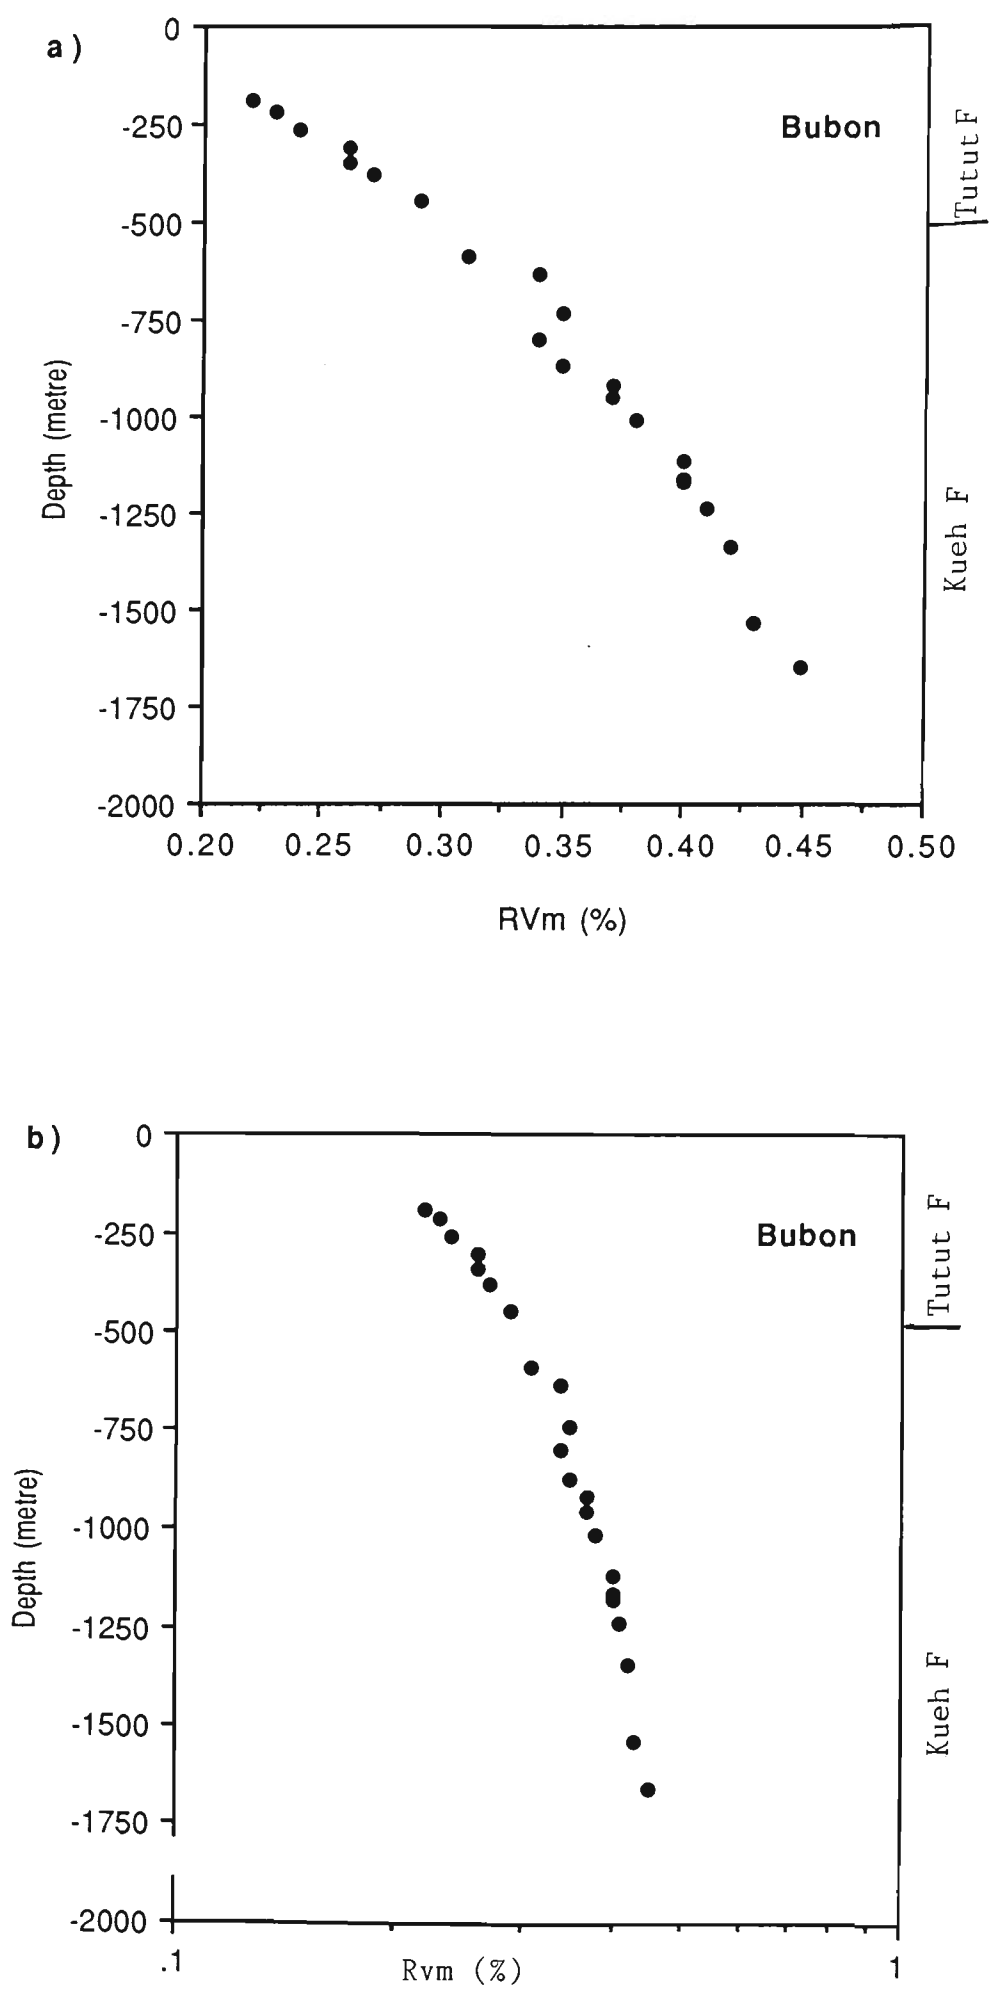 a)
0
-250
-500
-750
-1000
-1250
-1500
-1750
-2000
Depth (metre)
Bubon
Tutut F
Kueh F
0.20 0.25 0.30 0.35 0.40 0.45 0.50
RVm (%)
b)
0
-250
-500
-750
-1000
-1250
-1500
-1750
-2000
Depth (metre)
Bubon
Tutut F
Kueh F
.1 1
Rvm (%)